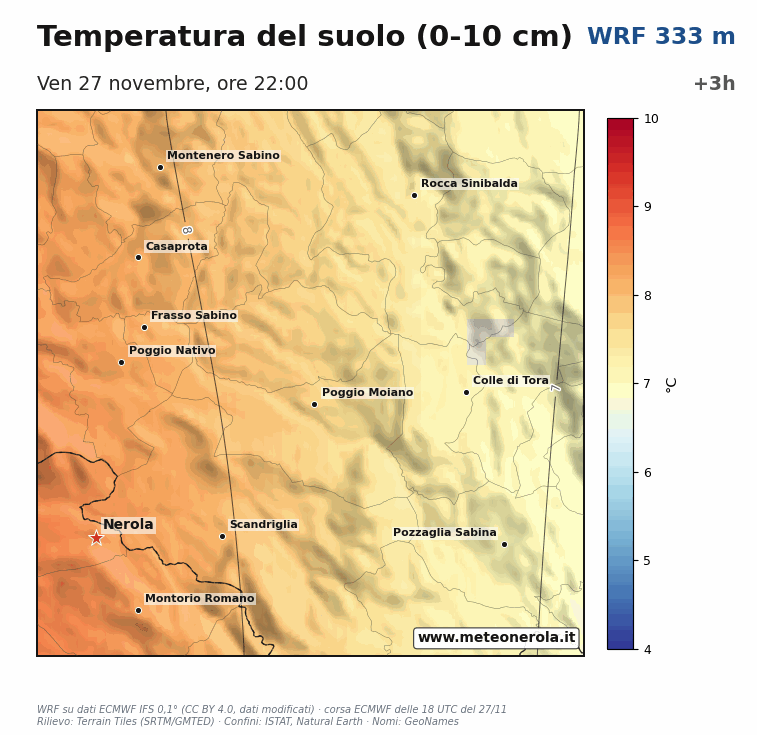 Temperatura del suolo (0-10 cm) WRF 333 m
Ven 27 novembre, ore 22:00 +3h
Montenero Sabino
Rocca Sinibalda
8
Casaprota
Frasso Sabino
Poggio Nativo
Colle di Tora
7
Poggio Moiano
Nerola
Scandriglia
Pozzaglia Sabina
Montorio Romano
www.meteonerola.it
10
9
8
7
6
5
4
°C
WRF su dati ECMWF IFS 0,1° (CC BY 4.0, dati modificati) · corsa ECMWF delle 18 UTC del 27/11
Rilievo: Terrain Tiles (SRTM/GMTED) · Confini: ISTAT, Natural Earth · Nomi: GeoNames